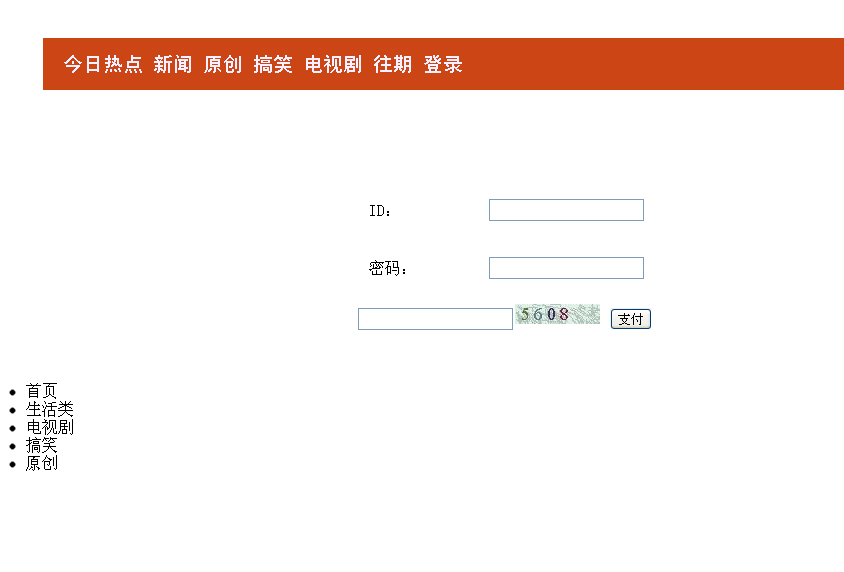 今日热点 新闻 原创 搞笑 电视剧 往期 登录
ID：
密码：
5608 支付
首页
生活类
电视剧
搞笑
原创